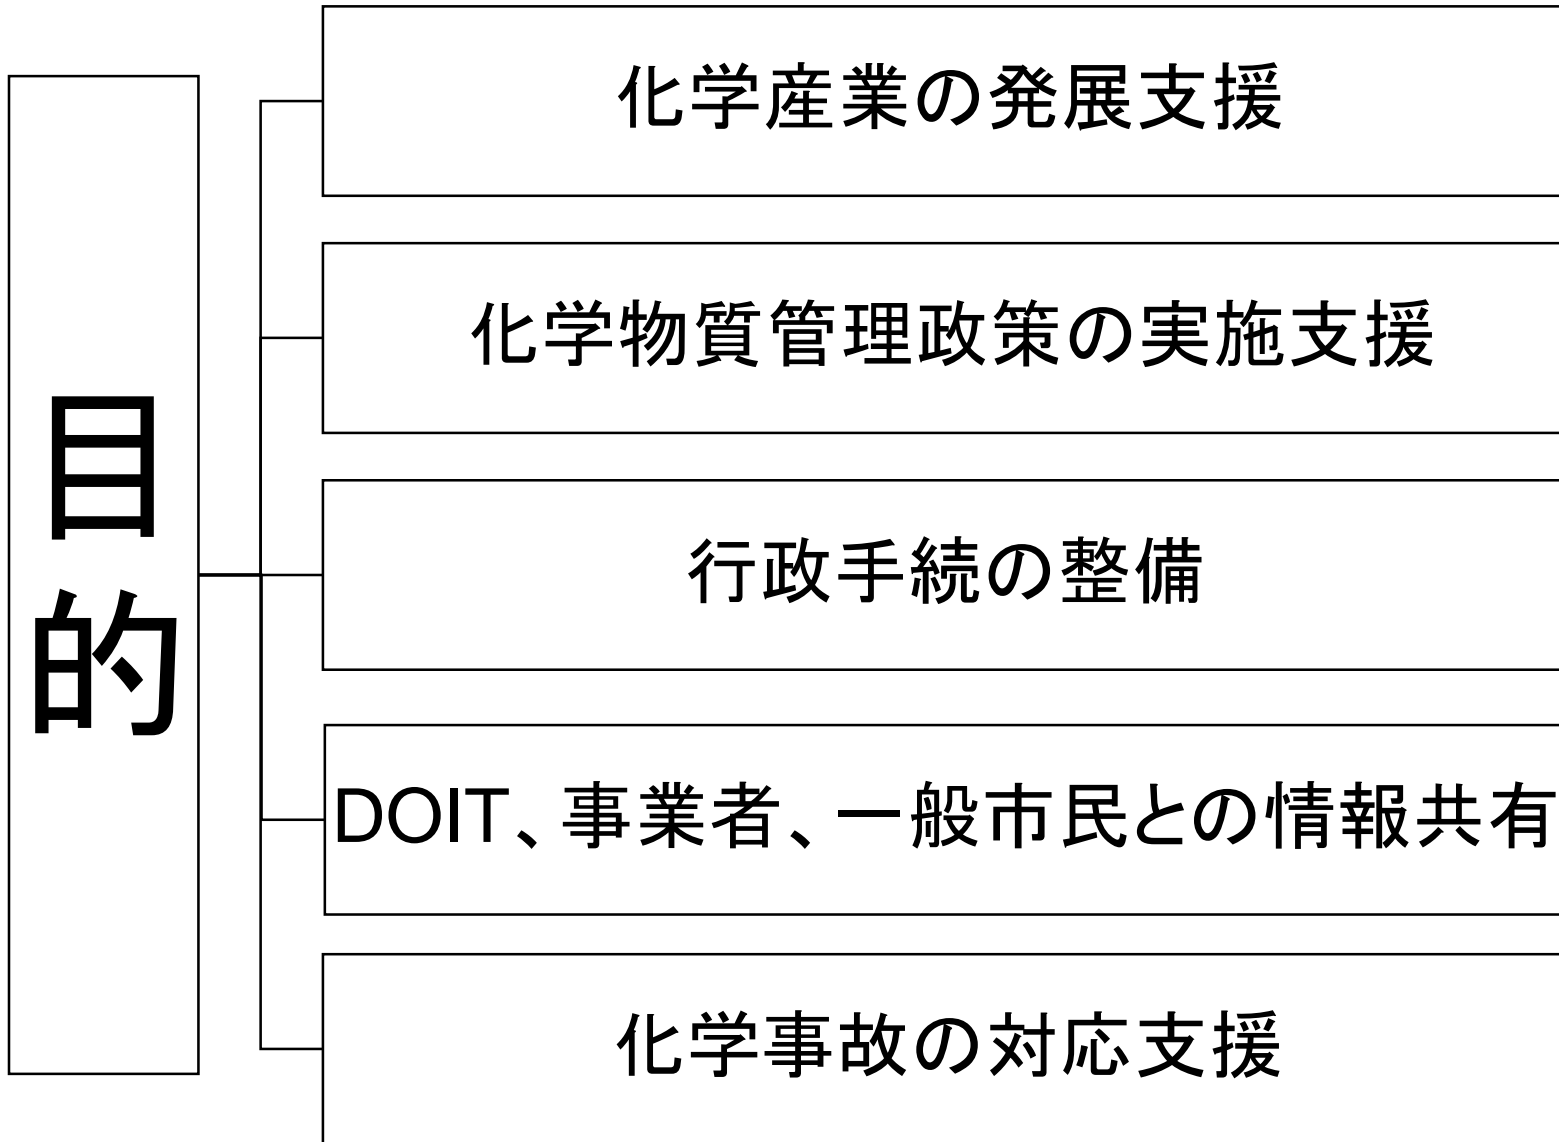 目的
化学産業の発展支援
化学物質管理政策の実施支援
行政手続の整備
DOIT、事業者、一般市民との情報共有
化学事故の対応支援